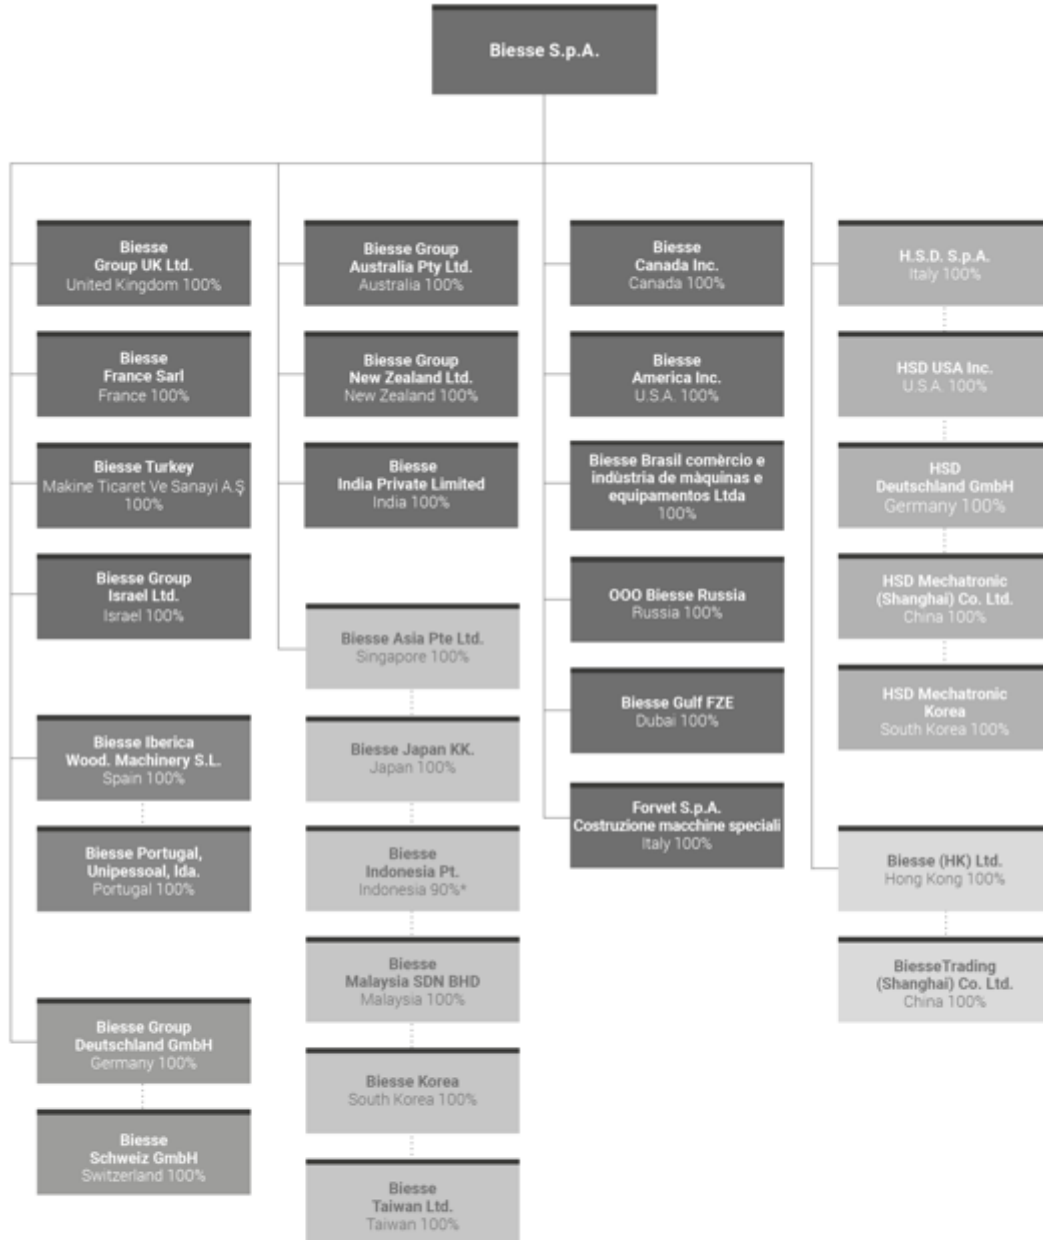 Biesse S.p.A.
Biesse
Group UK Ltd.
United Kingdom 100%
Biesse
France Sarl
France 100%
Biesse Turkey
Makine Ticaret Ve Sanayi A.Ş
100%
Biesse Group
Israel Ltd.
Israel 100%
Biesse Iberica
Wood. Machinery S.L.
Spain 100%
Biesse Portugal,
Unipessoal, lda.
Portugal 100%
Biesse Group
Deutschland GmbH
Germany 100%
Biesse
Schweiz GmbH
Switzerland 100%
Biesse Group
Australia Pty Ltd.
Australia 100%
Biesse Group
New Zealand Ltd.
New Zealand 100%
Biesse
India Private Limited
India 100%
Biesse Asia Pte Ltd.
Singapore 100%
Biesse Japan KK.
Japan 100%
Biesse
Indonesia Pt.
Indonesia 90%*
Biesse
Malaysia SDN BHD
Malaysia 100%
Biesse Korea
South Korea 100%
Biesse
Taiwan Ltd.
Taiwan 100%
Biesse
Canada Inc.
Canada 100%
Biesse
America Inc.
U.S.A. 100%
Biesse Brasil comèrcio e
indùstria de màquinas e
equipamentos Ltda
100%
OOO Biesse Russia
Russia 100%
Biesse Gulf FZE
Dubai 100%
Forvet S.p.A.
Costruzione macchine speciali
Italy 100%
H.S.D. S.p.A.
Italy 100%
HSD USA Inc.
U.S.A. 100%
HSD
Deutschland GmbH
Germany 100%
HSD Mechatronic
(Shanghai) Co. Ltd.
China 100%
HSD Mechatronic
Korea
South Korea 100%
Biesse (HK) Ltd.
Hong Kong 100%
BiesseTrading
(Shanghai) Co. Ltd.
China 100%